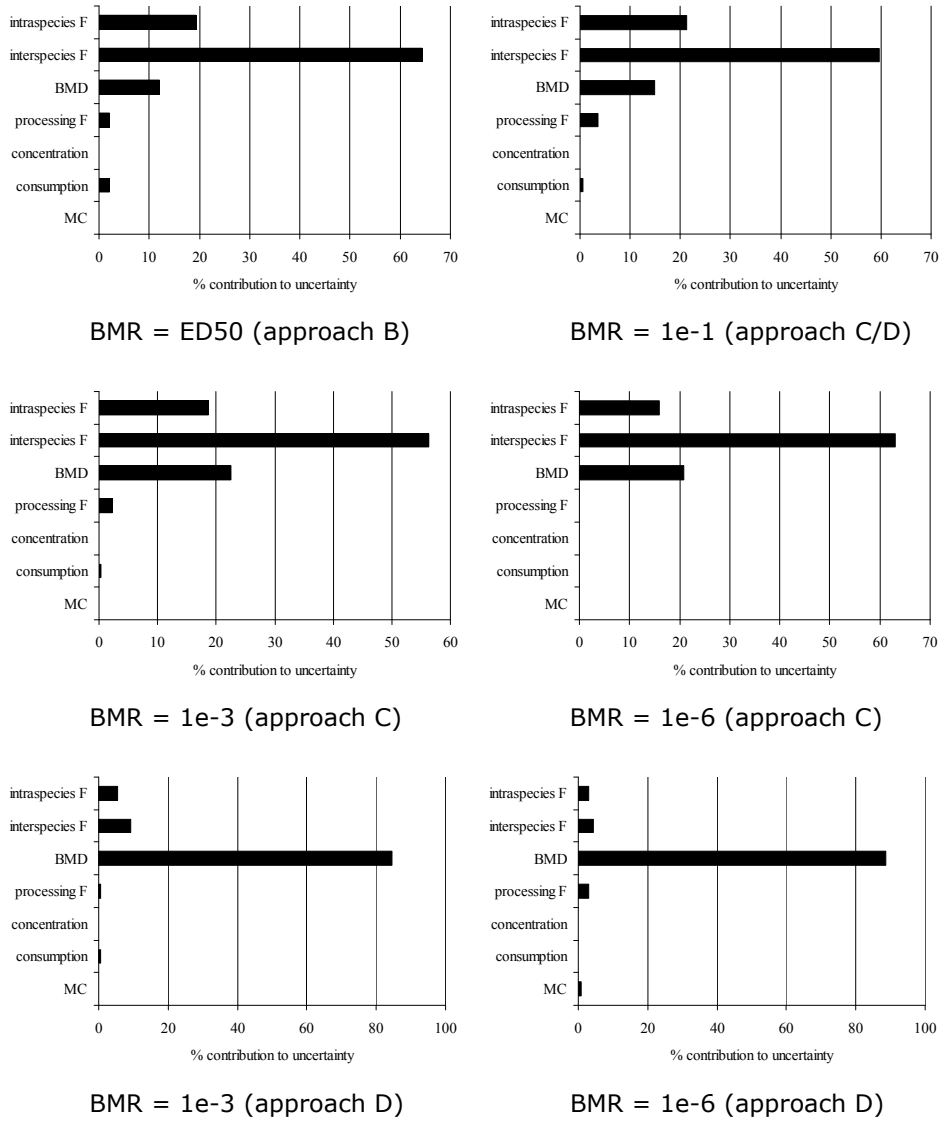 intraspecies F
interspecies F
BMD
processing F
concentration
consumption
MC
0 10 20 30 40 50 60 70
% contribution to uncertainty
BMR = ED50 (approach B)
intraspecies F
interspecies F
BMD
processing F
concentration
consumption
MC
0 10 20 30 40 50 60 70
% contribution to uncertainty
BMR = 1e-1 (approach C/D)
intraspecies F
interspecies F
BMD
processing F
concentration
consumption
MC
0 10 20 30 40 50 60
% contribution to uncertainty
BMR = 1e-3 (approach C)
intraspecies F
interspecies F
BMD
processing F
concentration
consumption
MC
0 10 20 30 40 50 60 70
% contribution to uncertainty
BMR = 1e-6 (approach C)
intraspecies F
interspecies F
BMD
processing F
concentration
consumption
MC
0 20 40 60 80 100
% contribution to uncertainty
BMR = 1e-3 (approach D)
intraspecies F
interspecies F
BMD
processing F
concentration
consumption
MC
0 20 40 60 80 100
% contribution to uncertainty
BMR = 1e-6 (approach D)